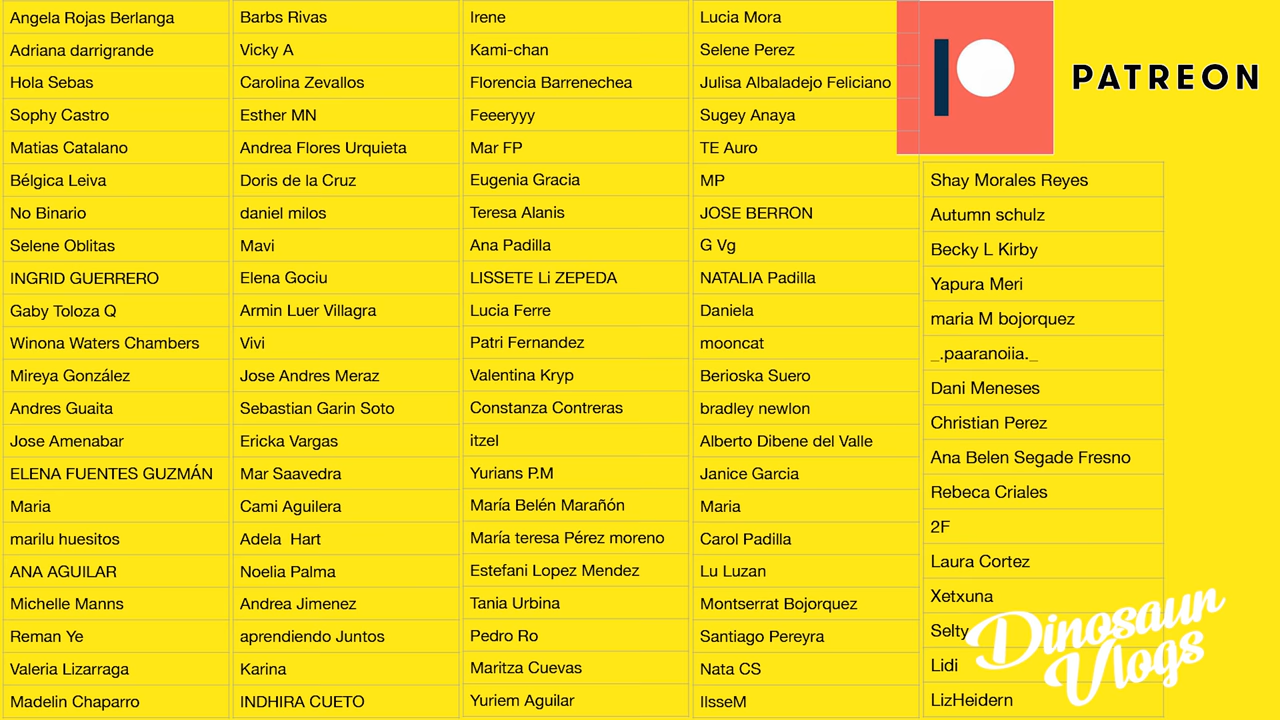 Angela Rojas Berlanga
Adriana darrigrande
Hola Sebas
Sophy Castro
Matias Catalano
Bélgica Leiva
No Binario
Selene Oblitas
INGRID GUERRERO
Gaby Toloza Q
Winona Waters Chambers
Mireya González
Andres Guaita
Jose Amenabar
ELENA FUENTES GUZMÁN
Maria
marilu huesitos
ANA AGUILAR
Michelle Manns
Reman Ye
Valeria Lizarraga
Madelin Chaparro
Barbs Rivas
Vicky A
Carolina Zevallos
Esther MN
Andrea Flores Urquieta
Doris de la Cruz
daniel milos
Mavi
Elena Gociu
Armin Luer Villagra
Vivi
Jose Andres Meraz
Sebastian Garin Soto
Ericka Vargas
Mar Saavedra
Cami Aguilera
Adela  Hart
Noelia Palma
Andrea Jimenez
aprendiendo Juntos
Karina
INDHIRA CUETO
Irene
Kami-chan
Florencia Barrenechea
Feeeryyy
Mar FP
Eugenia Gracia
Teresa Alanis
Ana Padilla
LISSETE Li ZEPEDA
Lucia Ferre
Patri Fernandez
Valentina Kryp
Constanza Contreras
itzel
Yurians P.M
María Belén Marañón
María teresa Pérez moreno
Estefani Lopez Mendez
Tania Urbina
Pedro Ro
Maritza Cuevas
Yuriem Aguilar
Lucia Mora
Selene Perez
Julisa Albaladejo Feliciano
Sugey Anaya
TE Auro
MP
JOSE BERRON
G Vg
NATALIA Padilla
Daniela
mooncat
Berioska Suero
bradley newlon
Alberto Dibene del Valle
Janice Garcia
Maria
Carol Padilla
Lu Luzan
Montserrat Bojorquez
Santiago Pereyra
Nata CS
IlsseM
PATREON
Shay Morales Reyes
Autumn schulz
Becky L Kirby
Yapura Meri
maria M bojorquez
_.paaranoiia._
Dani Meneses
Christian Perez
Ana Belen Segade Fresno
Rebeca Criales
2F
Laura Cortez
Xetxuna
Selty
Lidi
LizHeidern
Dinosaur
Vlogs